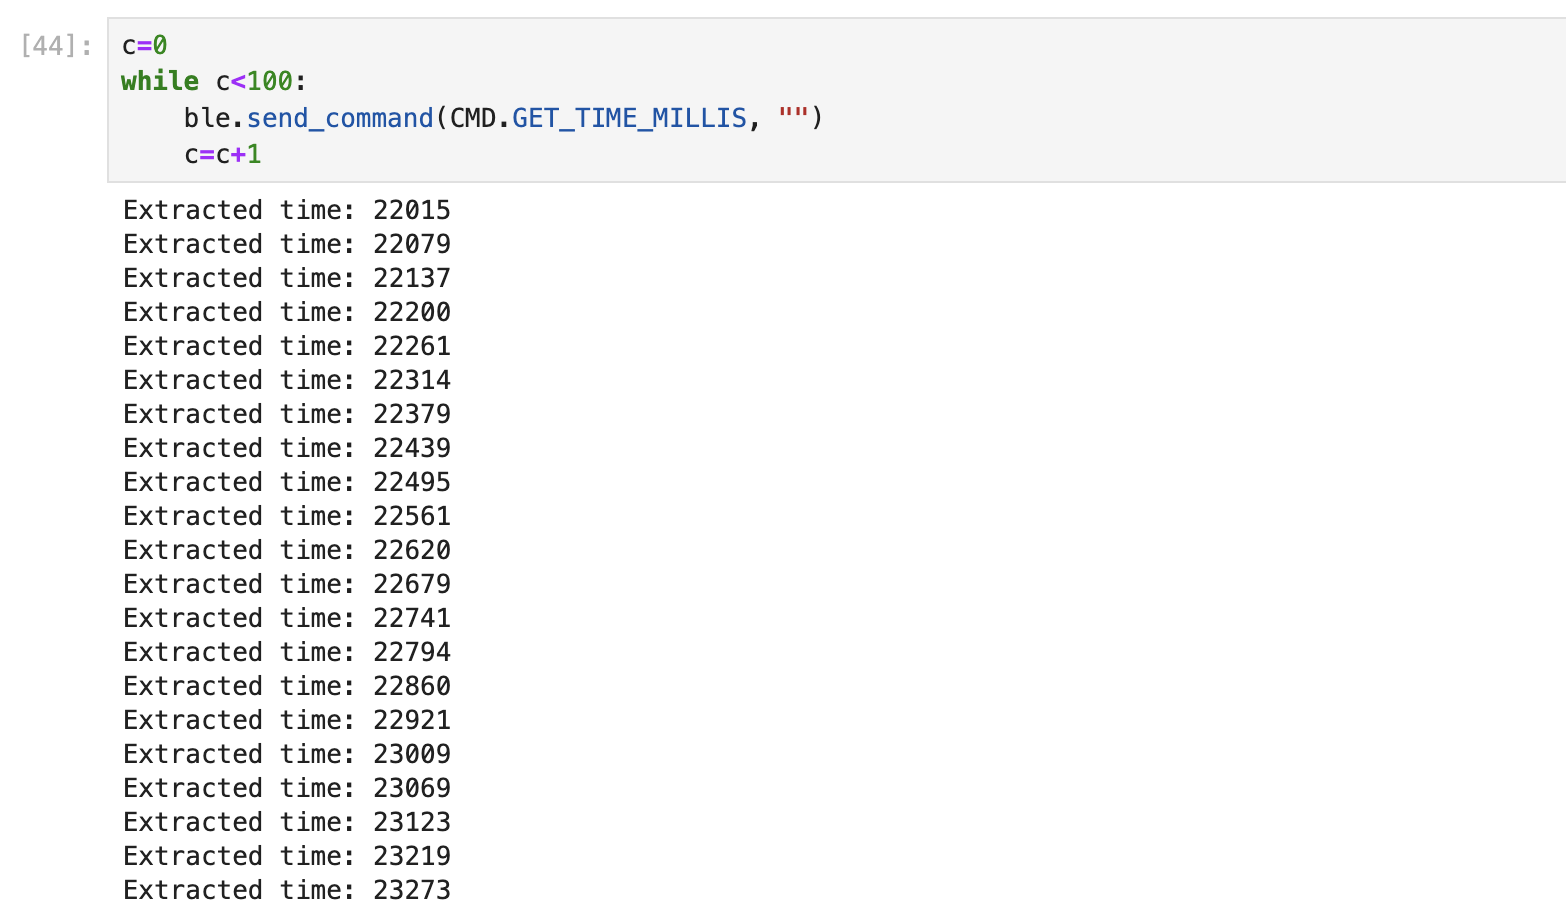 [44]:
c=0
while c<100:
    ble.send_command(CMD.GET_TIME_MILLIS, "")
    c=c+1
Extracted time: 22015
Extracted time: 22079
Extracted time: 22137
Extracted time: 22200
Extracted time: 22261
Extracted time: 22314
Extracted time: 22379
Extracted time: 22439
Extracted time: 22495
Extracted time: 22561
Extracted time: 22620
Extracted time: 22679
Extracted time: 22741
Extracted time: 22794
Extracted time: 22860
Extracted time: 22921
Extracted time: 23009
Extracted time: 23069
Extracted time: 23123
Extracted time: 23219
Extracted time: 23273